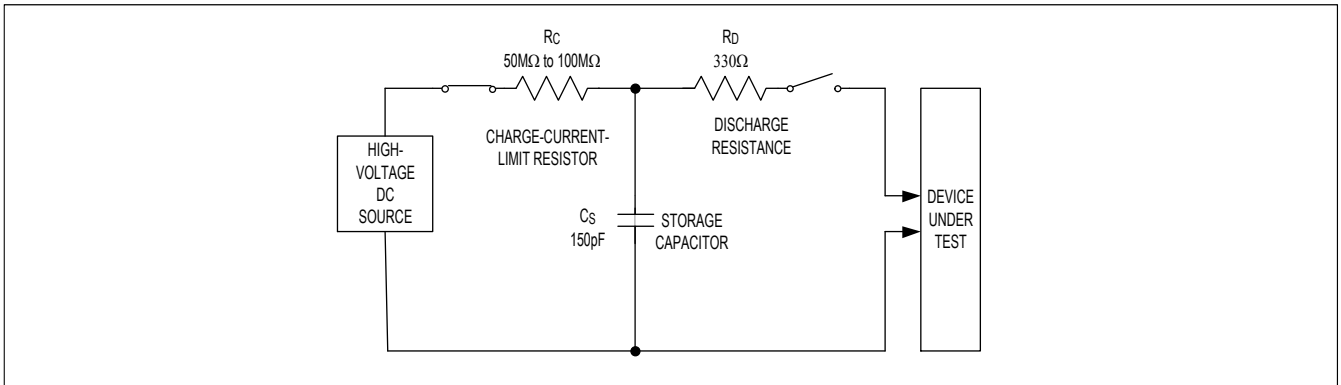 RC
50MΩ to 100MΩ
RD
330Ω
CHARGE-CURRENT-
LIMIT RESISTOR
DISCHARGE
RESISTANCE
HIGH-
VOLTAGE
DC
SOURCE
CS
150pF
STORAGE
CAPACITOR
DEVICE
UNDER
TEST